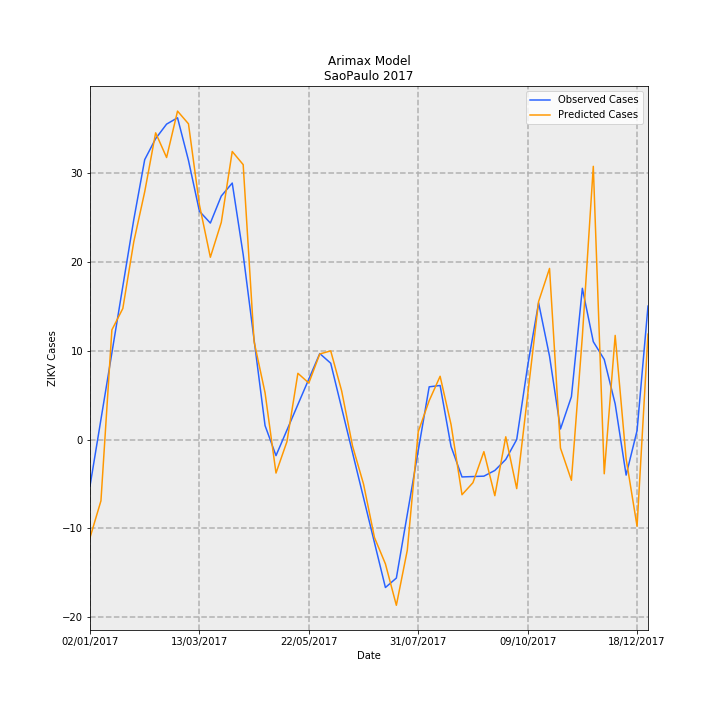 Arimax Model
SaoPaulo 2017
Observed Cases
Predicted Cases
ZIKV Cases
30
20
10
0
−10
−20
02/01/2017 13/03/2017 22/05/2017 31/07/2017 09/10/2017 18/12/2017
Date